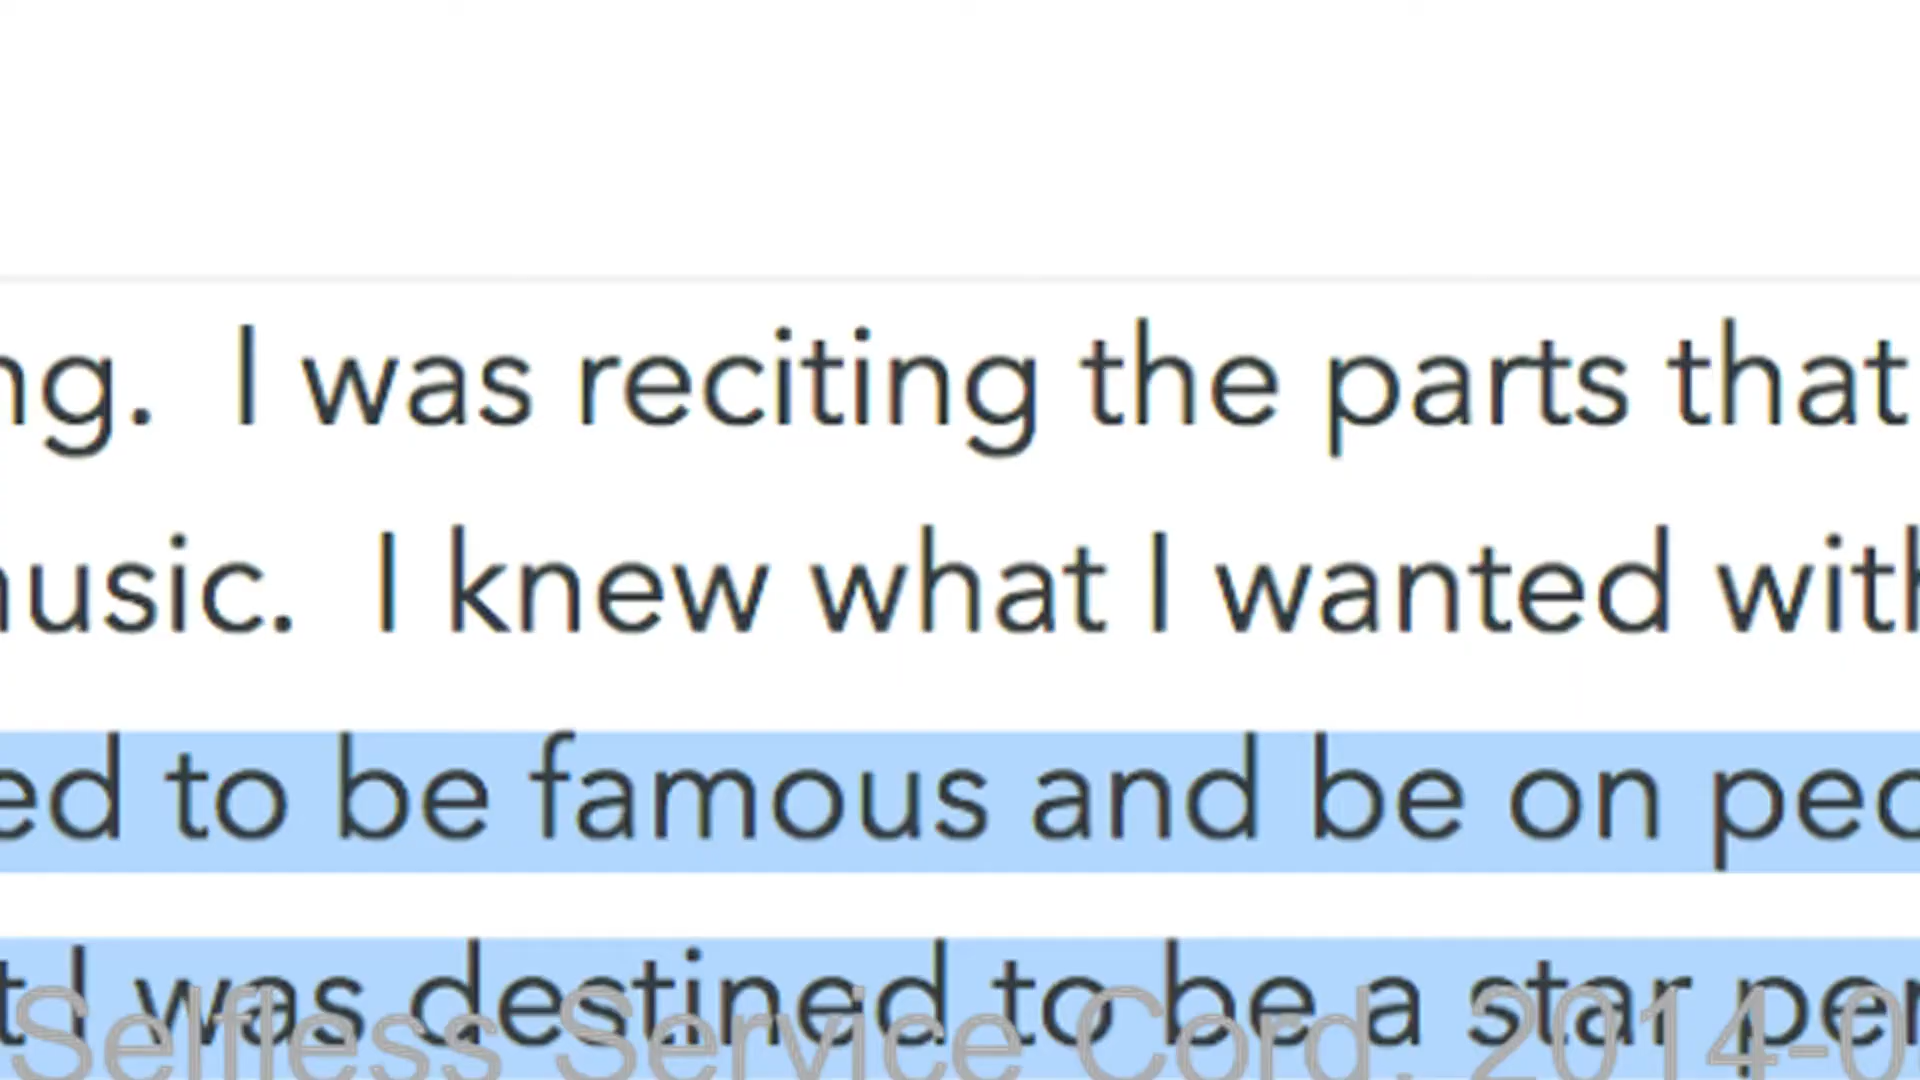 ng. I was reciting the parts that
usic. I knew what I wanted with
ed to be famous and be on peo
t I was destined to be a star per
Selfless Service Cord. 2014-0